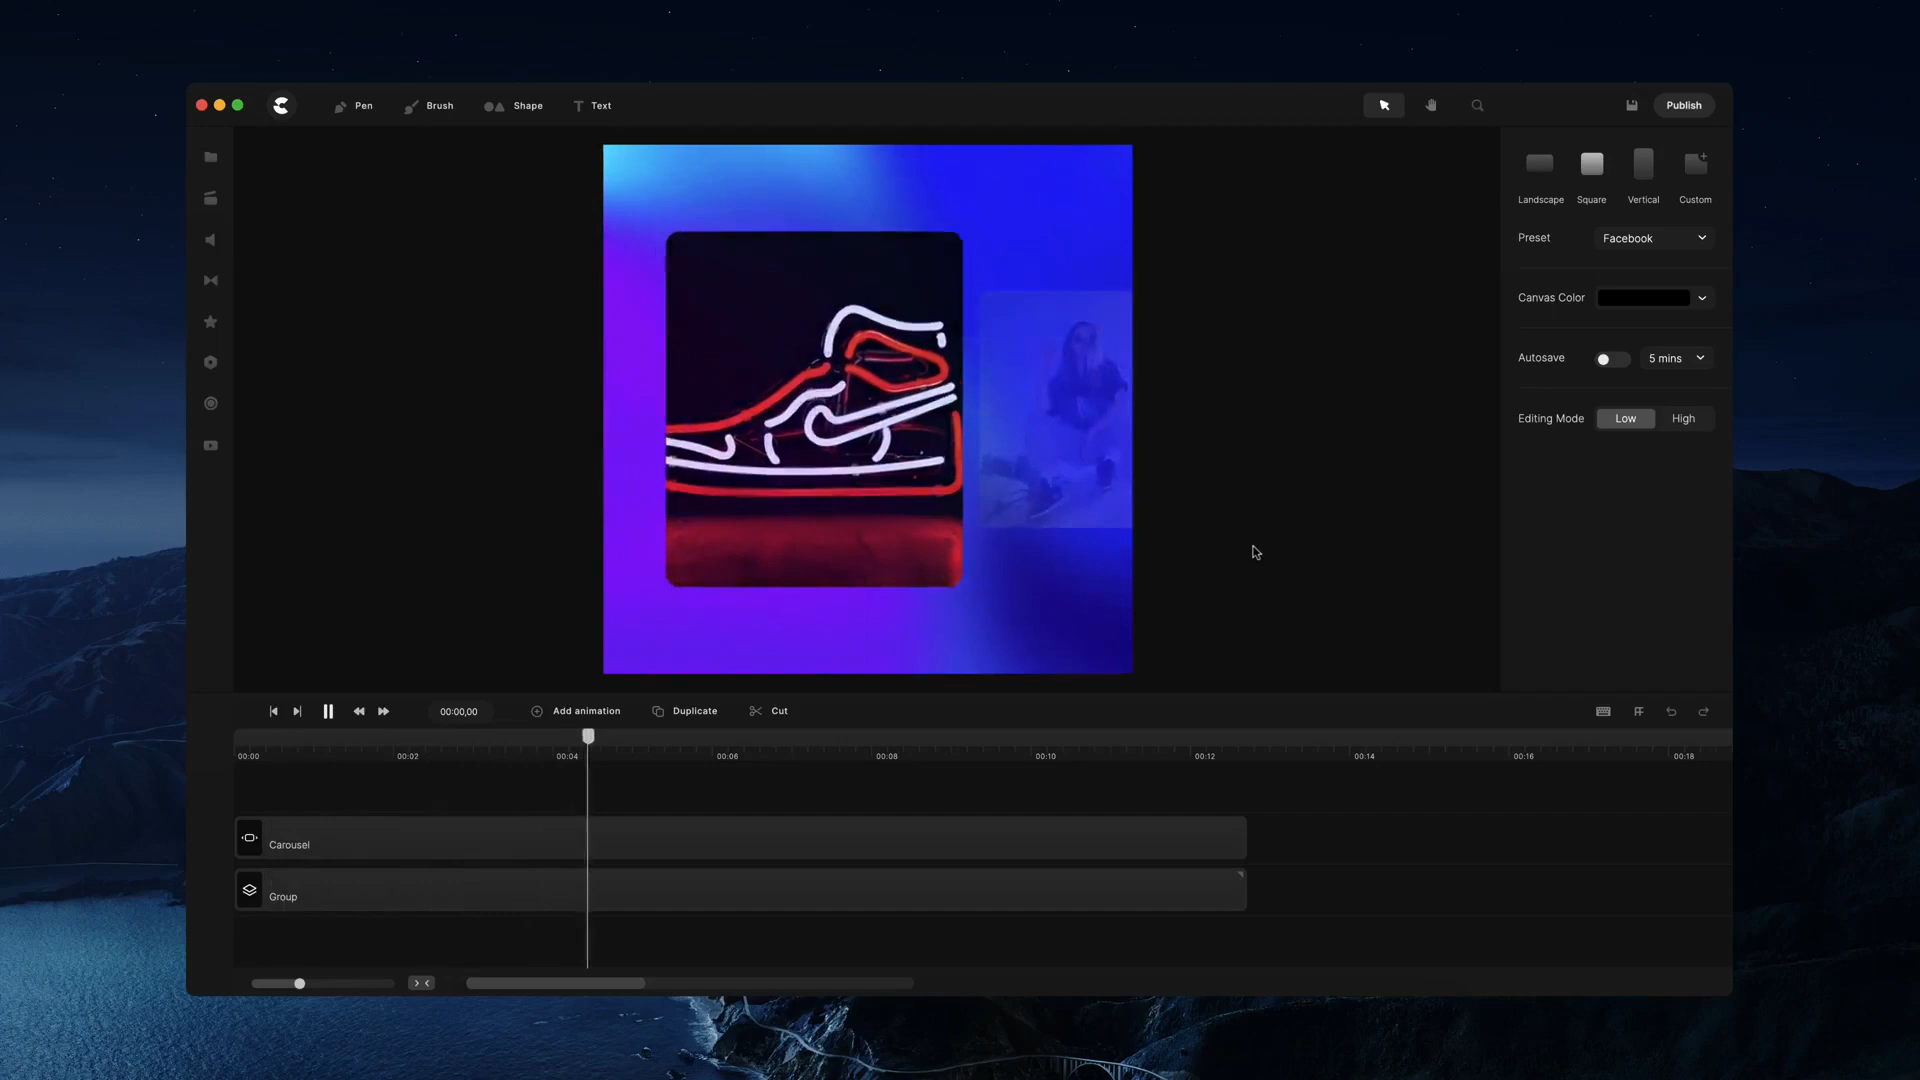 Pen Brush Shape Text
Publish
Landscape Square Vertical Custom
Preset Facebook
Canvas Color
Autosave 5 mins
Editing Mode Low High
00:00,00 Add animation Duplicate Cut
00:00 00:02 00:04 00:06 00:08 00:10 00:12 00:14 00:16 00:18
Carousel
Group